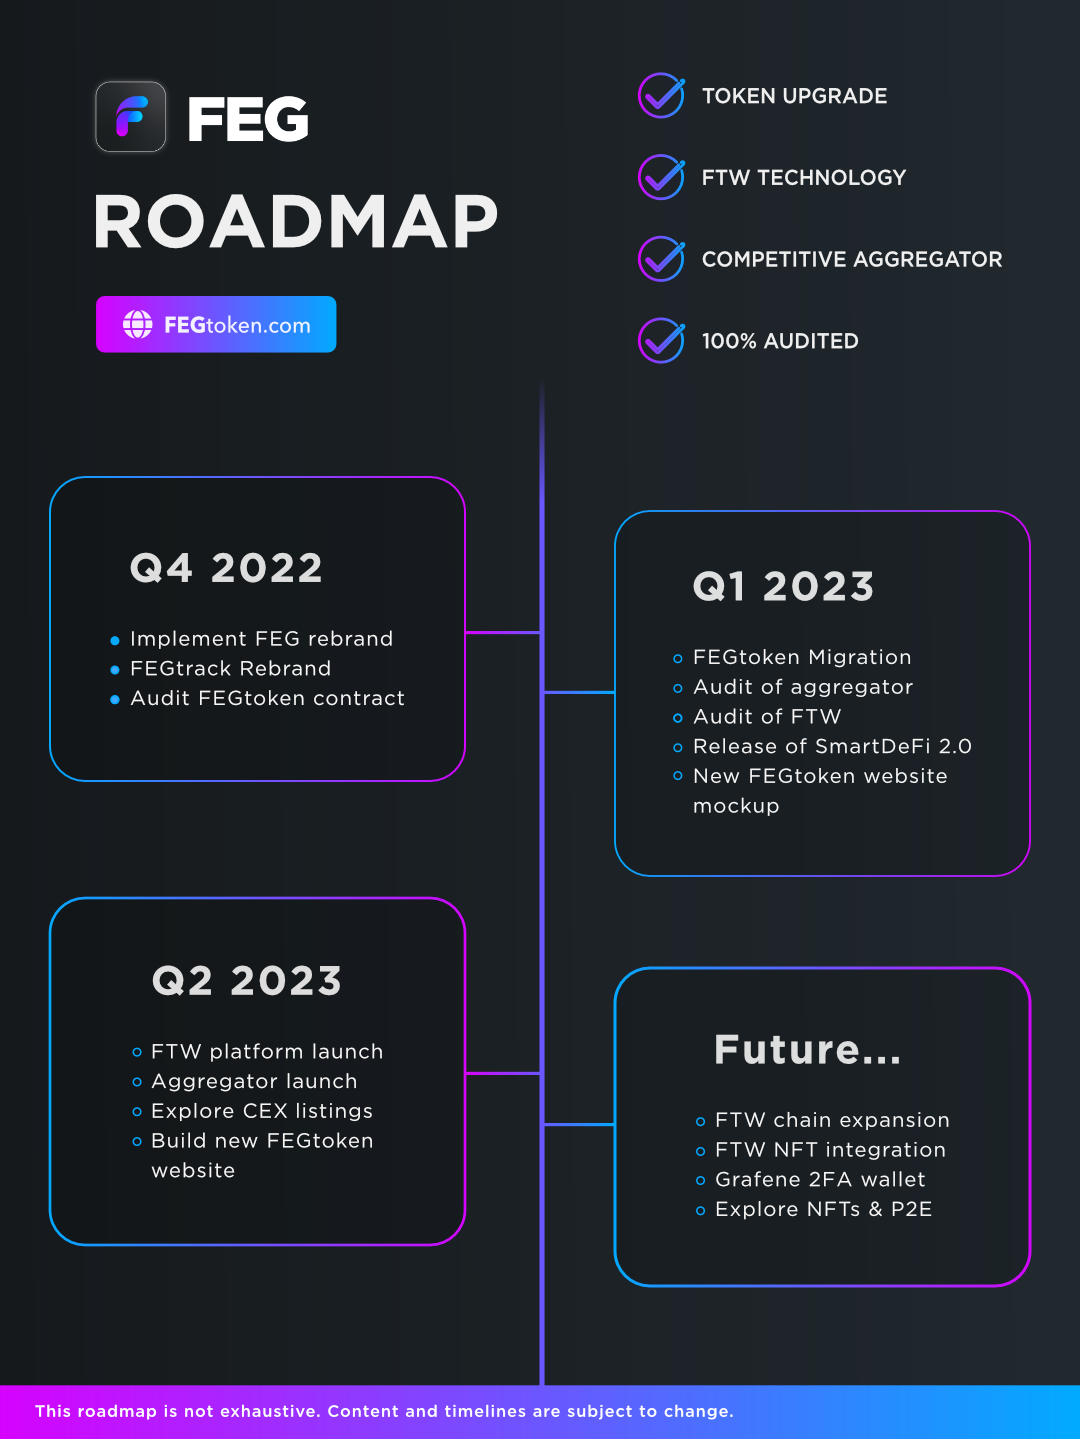 FEG
ROADMAP
FEGtoken.com
TOKEN UPGRADE
FTW TECHNOLOGY
COMPETITIVE AGGREGATOR
100% AUDITED
Q4 2022
Implement FEG rebrand
FEGtrack Rebrand
Audit FEGtoken contract
Q1 2023
FEGtoken Migration
Audit of aggregator
Audit of FTW
Release of SmartDeFi 2.0
New FEGtoken website
mockup
Q2 2023
FTW platform launch
Aggregator launch
Explore CEX listings
Build new FEGtoken
website
Future...
FTW chain expansion
FTW NFT integration
Grafene 2FA wallet
Explore NFTs & P2E
This roadmap is not exhaustive. Content and timelines are subject to change.